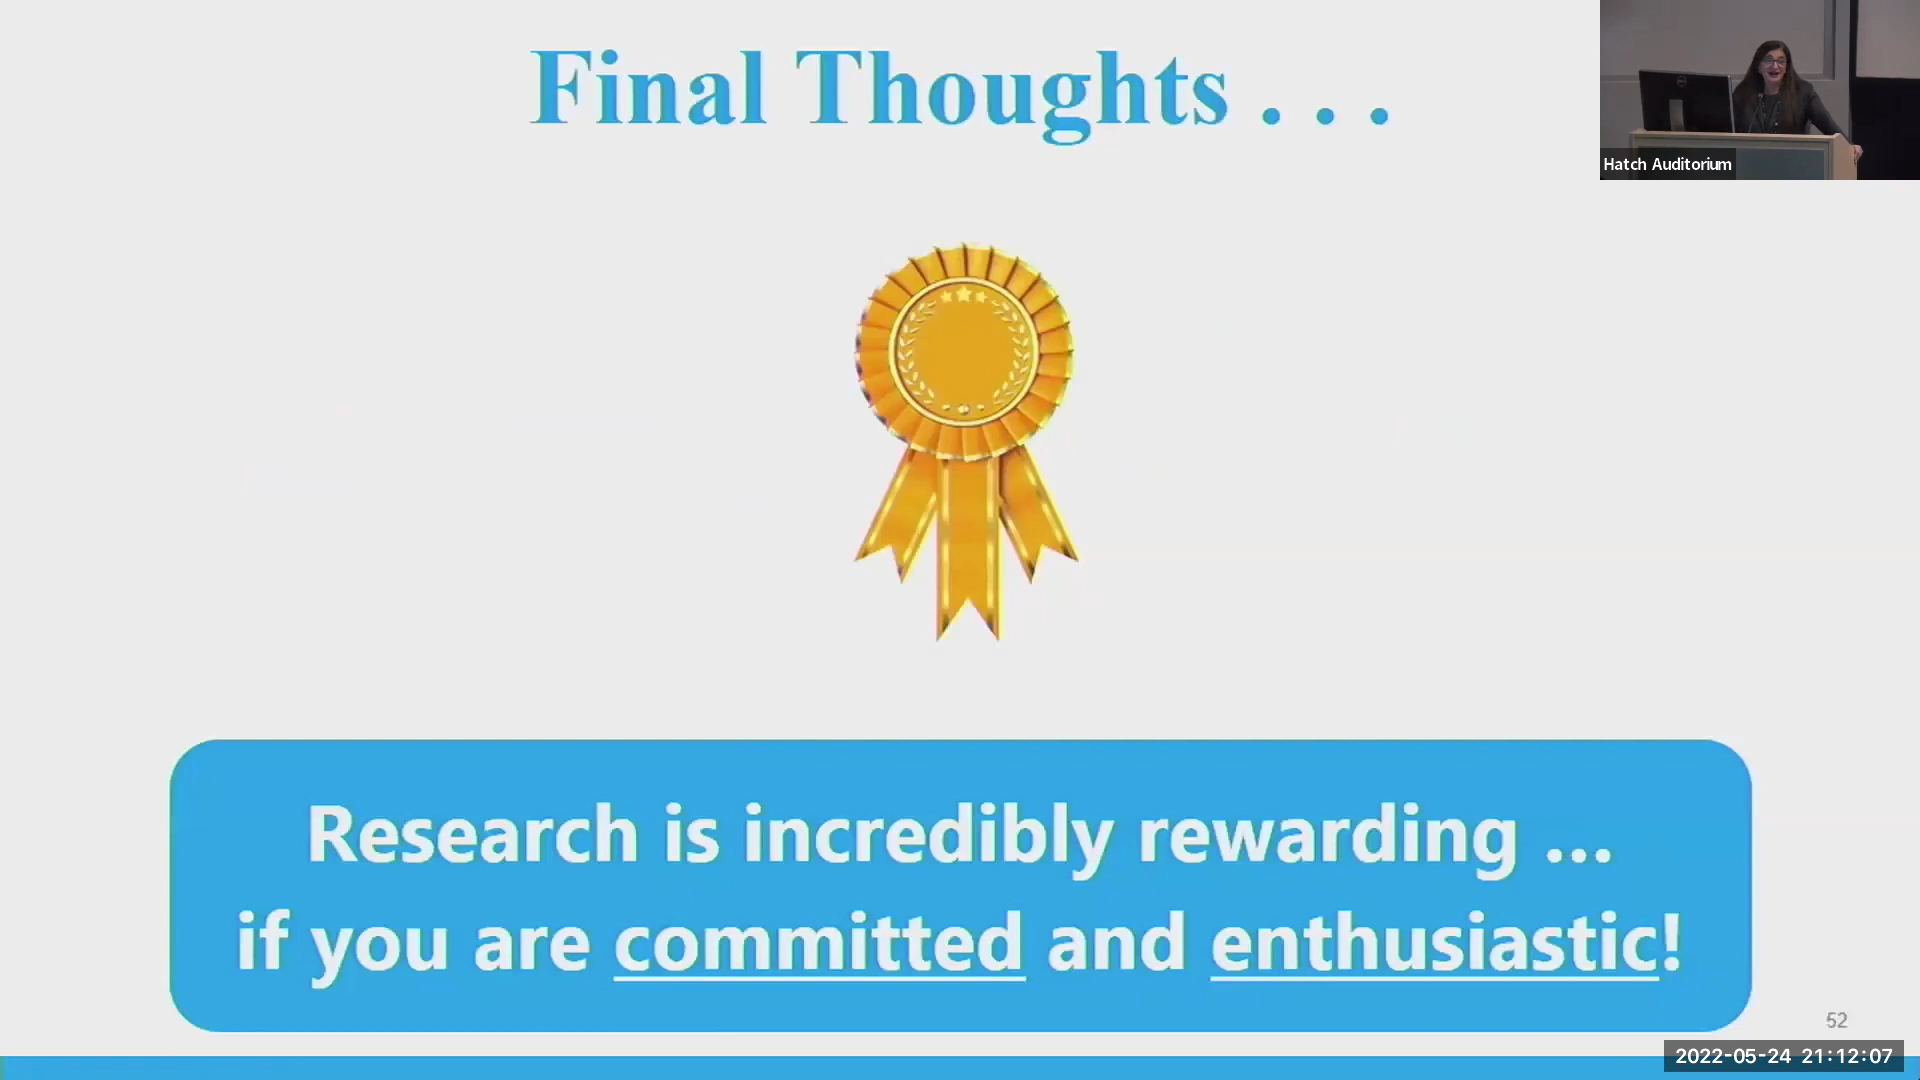 Final Thoughts . . .
Hatch Auditorium
Research is incredibly rewarding ...
if you are committed and enthusiastic!
52
2022-05-24 21:12:07